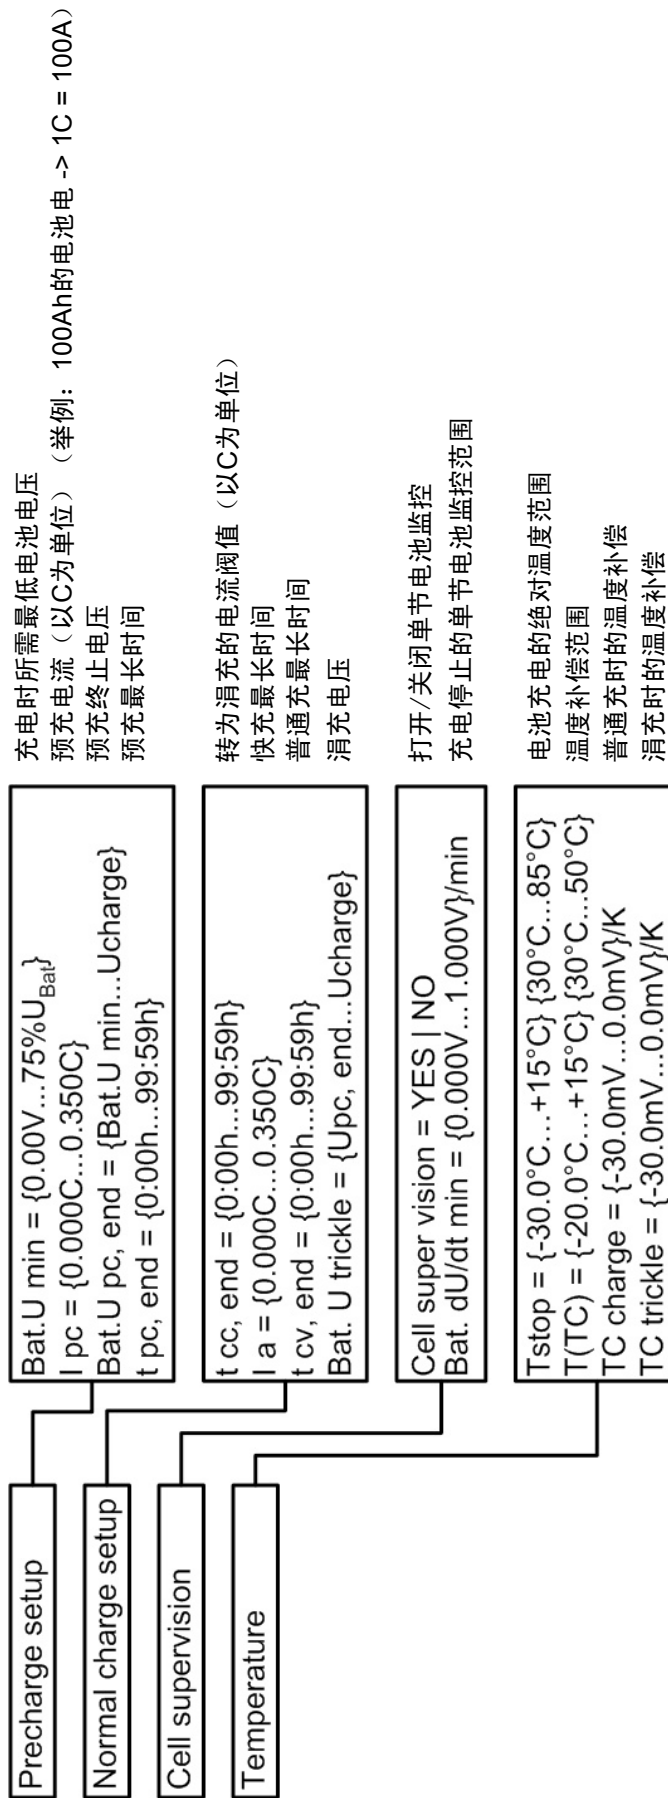 Precharge setup
Normal charge setup
Cell supervision
Temperature
Bat.U min = {0.00V...75%U_Bat}
I pc = {0.000C...0.350C}
Bat.U pc, end = {Bat.U min...Ucharge}
t pc, end = {0:00h...99:59h}
t cc, end = {0:00h...99:59h}
I a = {0.000C...0.350C}
t cv, end = {0:00h...99:59h}
Bat. U trickle = {Upc, end...Ucharge}
Cell super vision = YES | NO
Bat. dU/dt min = {0.000V...1.000V}/min
Tstop = {-30.0°C...+15°C} {30°C...85°C}
T(TC) = {-20.0°C...+15°C} {30°C...50°C}
TC charge = {-30.0mV...0.0mV}/K
TC trickle = {-30.0mV...0.0mV}/K
充电时所需最低电池电压
预充电流（以C为单位）（举例：100Ah的电池电 -> 1C = 100A）
预充终止电压
预充最长时间
转为涓充的电流阀值（以C为单位）
快充最长时间
普通充最长时间
涓充电压
打开/关闭单节电池监控
充电停止的单节电池监控范围
电池充电的绝对温度范围
温度补偿范围
普通充时的温度补偿
涓充时的温度补偿